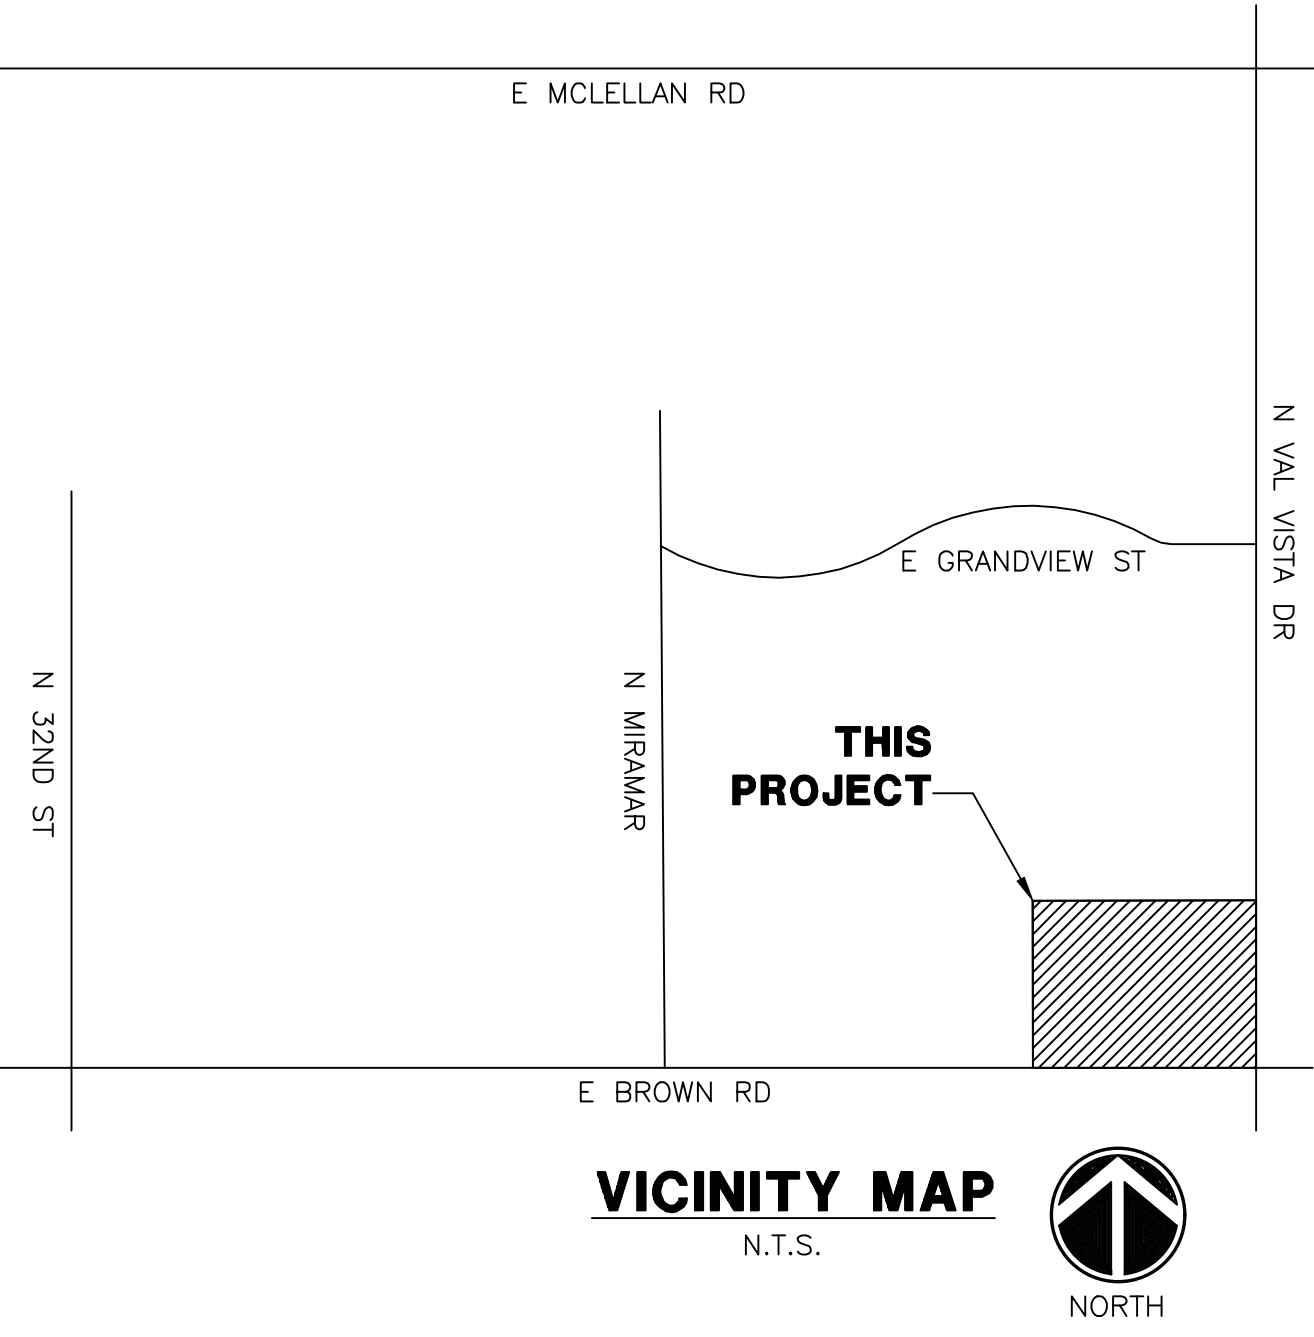 E MCLELLAN RD
N VAL VISTA DR
E GRANDVIEW ST
N 32ND ST
N MIRAMAR
THIS
PROJECT
E BROWN RD
VICINITY MAP
N.T.S.
NORTH